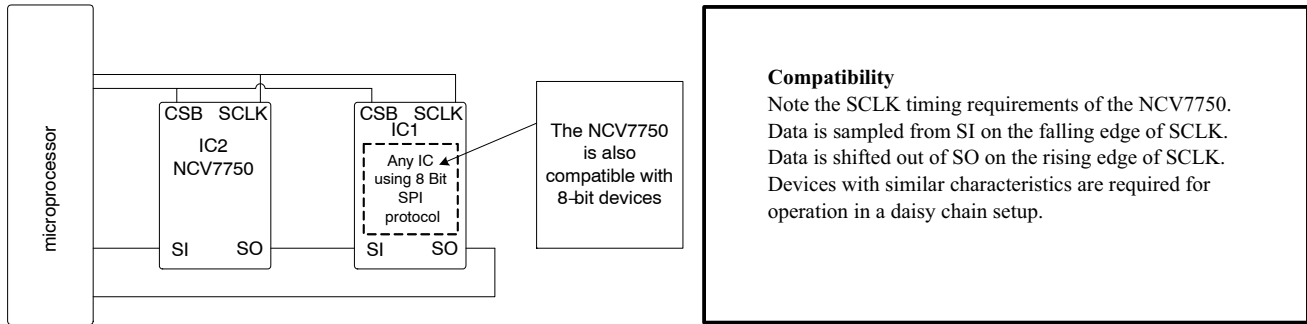 microprocessor
CSB SCLK
IC2
NCV7750
SI SO
CSB SCLK
IC1
Any IC
using 8 Bit
SPI
protocol
SI SO
The NCV7750
is also
compatible with
8-bit devices
Compatibility
Note the SCLK timing requirements of the NCV7750.
Data is sampled from SI on the falling edge of SCLK.
Data is shifted out of SO on the rising edge of SCLK.
Devices with similar characteristics are required for
operation in a daisy chain setup.